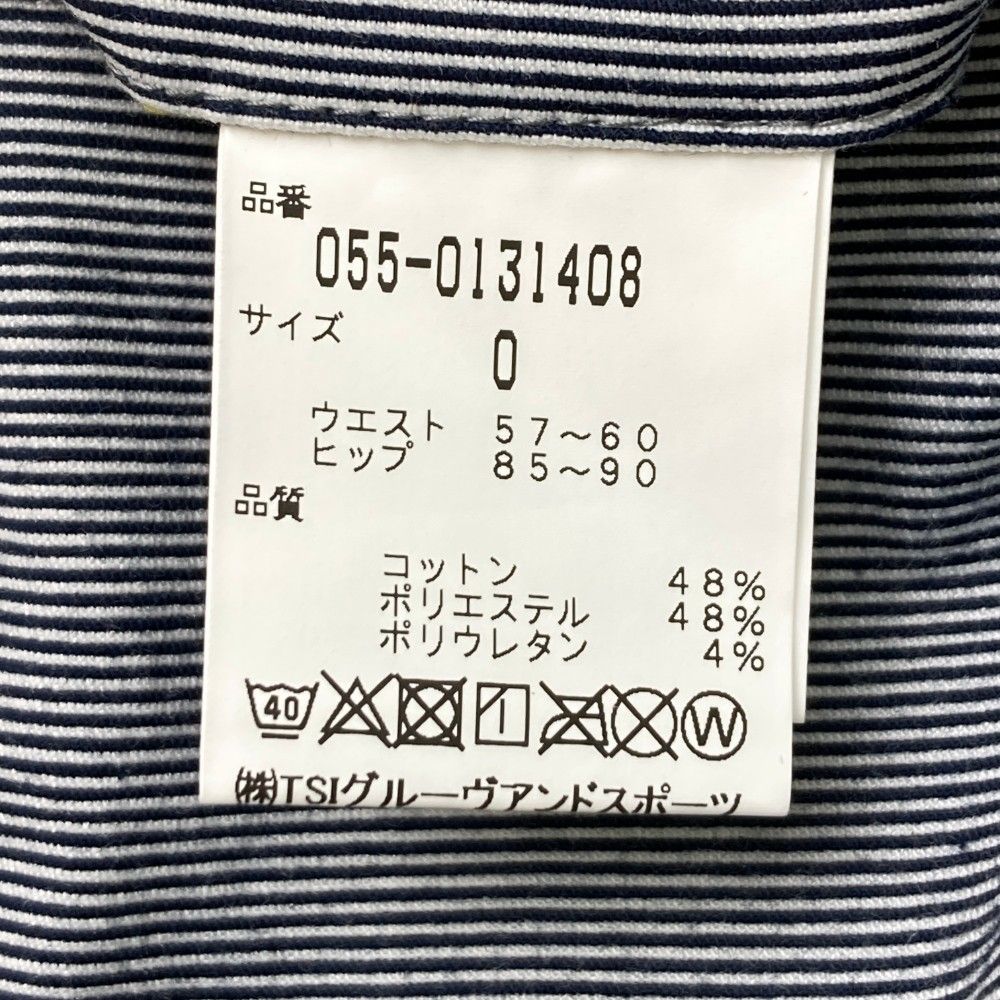 品番
055-0131408
サイズ
0
ウエスト 57～60
ヒップ 85～90
品質
コットン 48%
ポリエステル 48%
ポリウレタン 4%
40 W
㈱TSIグルーヴアンドスポーツ